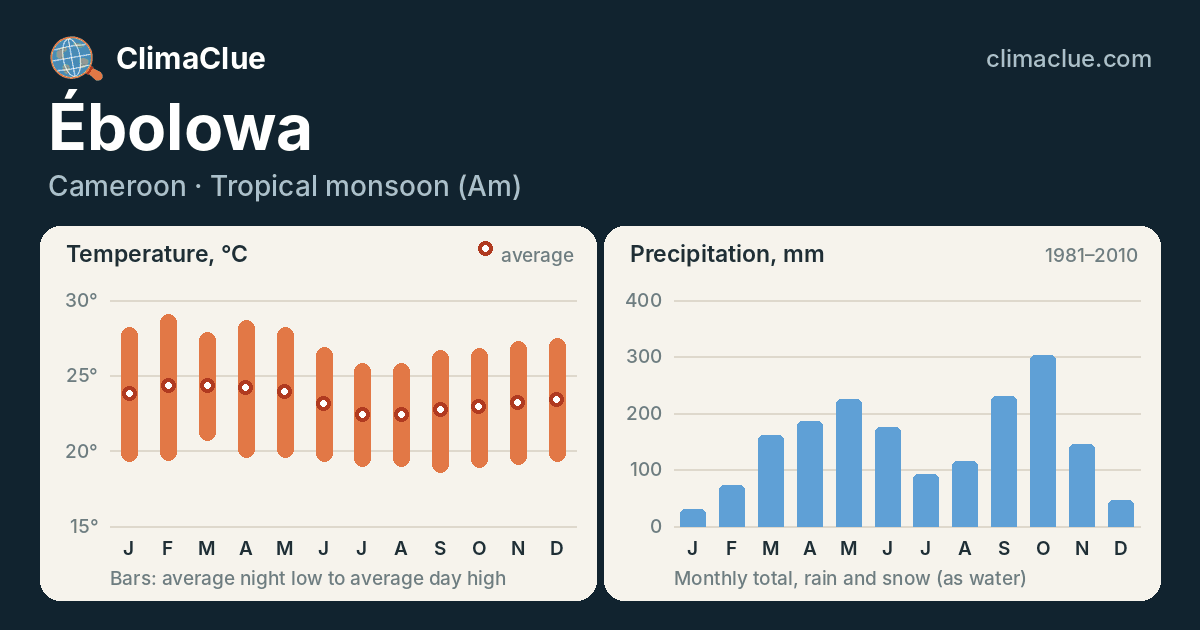 ClimaClue
climaclue.com
Ébolowa
Cameroon · Tropical monsoon (Am)
Temperature, °C
average
30°
25°
20°
15°
J F M A M J J A S O N D
Bars: average night low to average day high
Precipitation, mm
1981–2010
400
300
200
100
0
J F M A M J J A S O N D
Monthly total, rain and snow (as water)